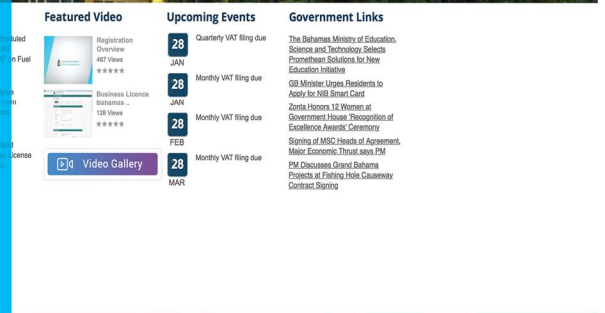 Featured Video
Registration
Overview
467 Views
Business Licence
Bahamas ..
128 Views
Video Gallery
Upcoming Events
28
JAN
Quarterly VAT filing due
28
JAN
Monthly VAT filing due
28
FEB
Monthly VAT filing due
28
MAR
Monthly VAT filing due
Government Links
The Bahamas Ministry of Education,
Science and Technology Selects
Promethean Solutions for New
Education Initiative
GB Minister Urges Residents to
Apply for NIB Smart Card
Zonta Honors 12 Women at
Government House 'Recognition of
Excellence Awards' Ceremony
Signing of MSC Heads of Agreement,
Major Economic Thrust says PM
PM Discusses Grand Bahama
Projects at Fishing Hole Causeway
Contract Signing
Fuel
License